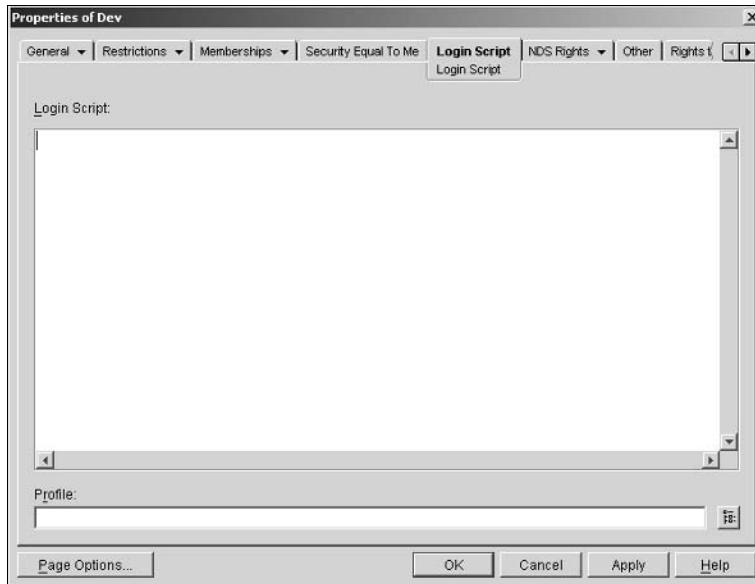 Properties of Dev
General Restrictions Memberships Security Equal To Me Login Script NDS Rights Other Rights t
Login Script
Login Script:
Profile:
Page Options... OK Cancel Apply Help